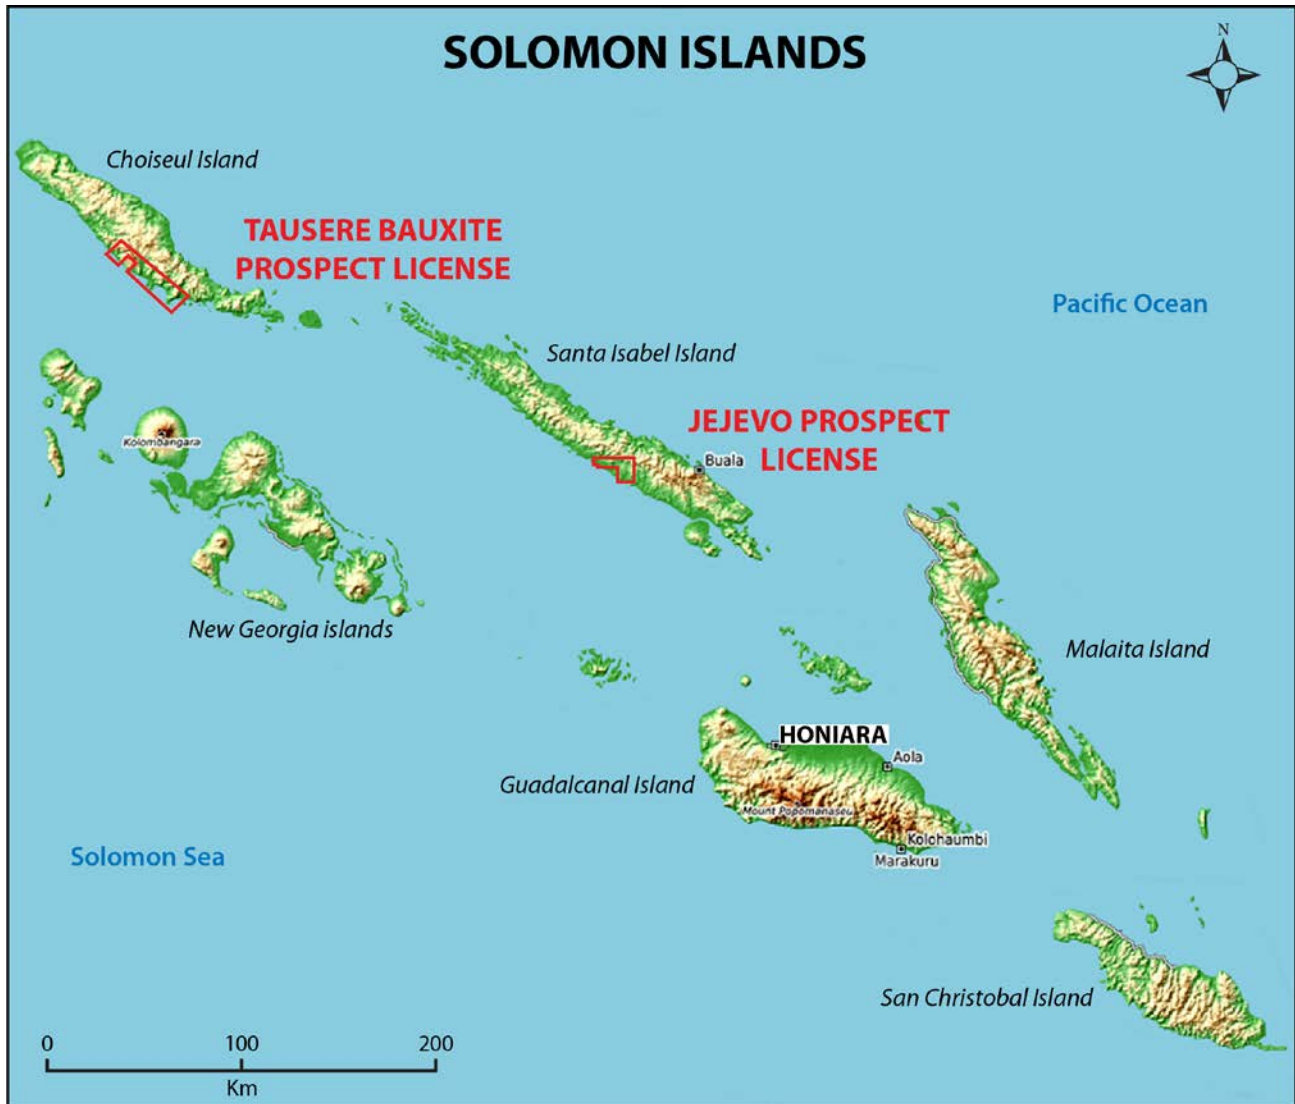 SOLOMON ISLANDS
N
Choiseul Island
TAUSERE BAUXITE
PROSPECT LICENSE
Pacific Ocean
Santa Isabel Island
JEJEVO PROSPECT
LICENSE
Buala
Kolombangara
New Georgia islands
Malaita Island
HONIARA
Aola
Guadalcanal Island
Mount Popomanaseu
Kolohaumbi
Marakuru
Solomon Sea
San Christobal Island
0 100 200
Km